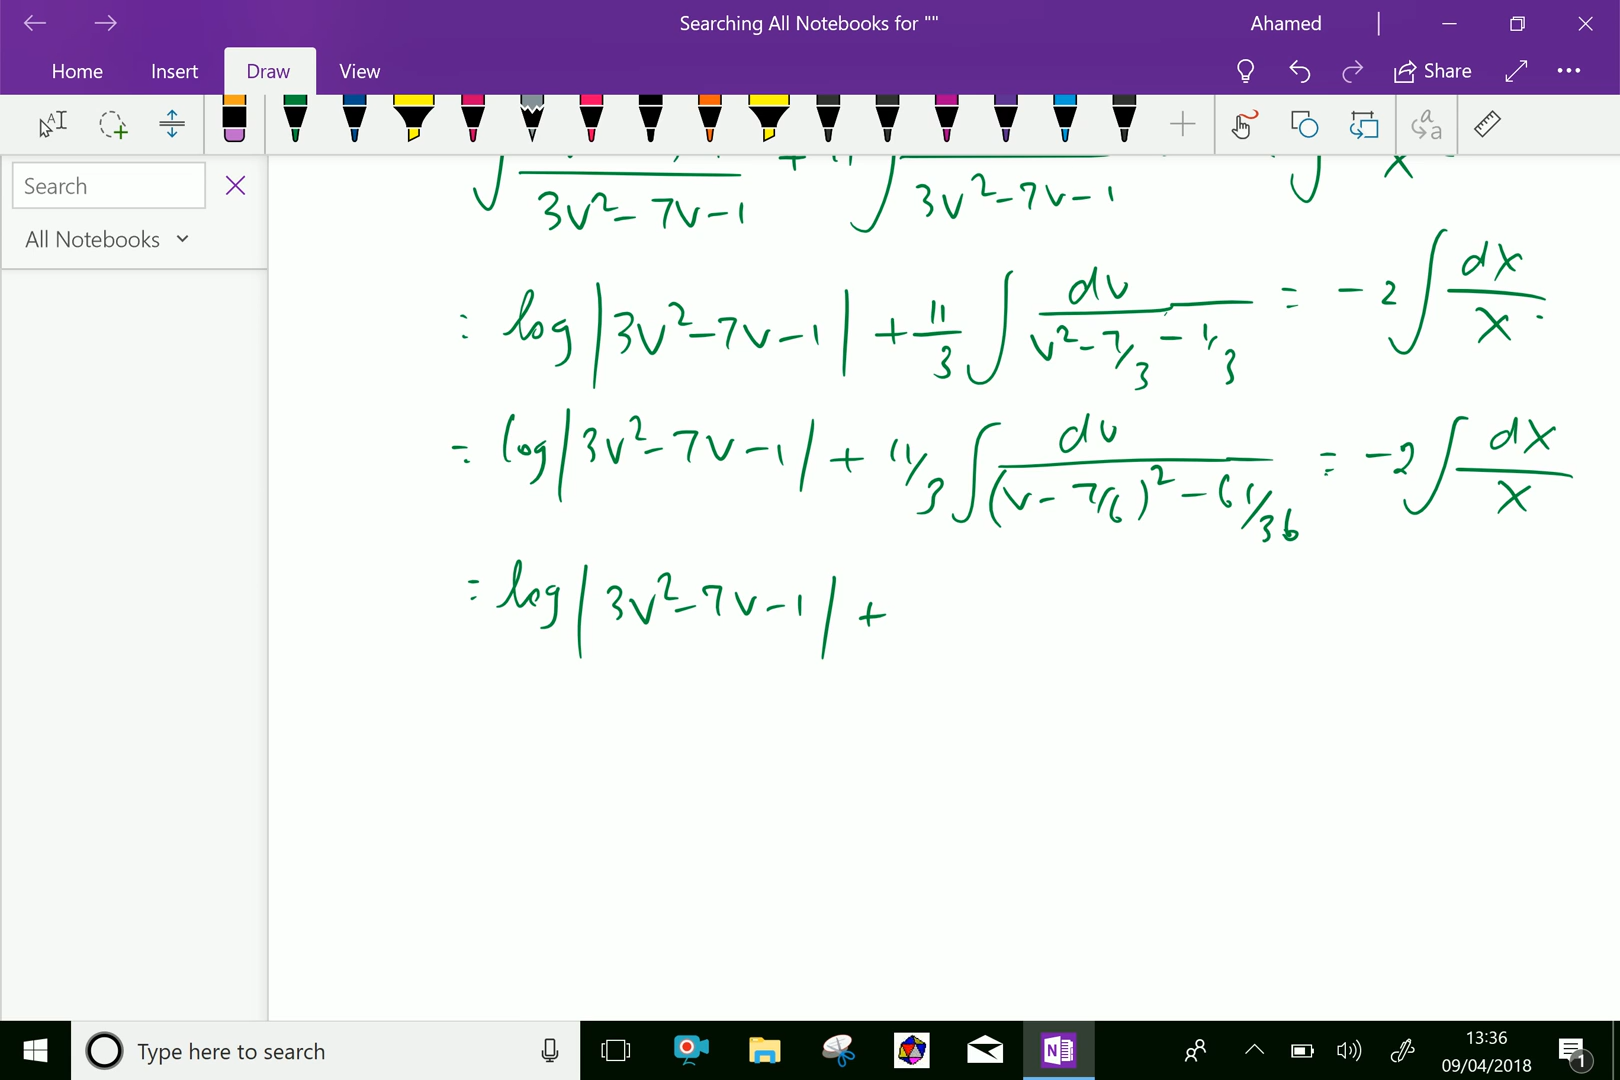 Searching All Notebooks for ""
Ahamed
Home Insert Draw View
Share
Search
All Notebooks
3v²-7v-1 + 11 ∫ 3v²-7v-1 ∫ x
= log|3v²-7v-1| + 11/3 ∫ dv/(v²-7/3-1/3) = -2 ∫ dx/x.
= log|3v²-7v-1| + 11/3 ∫ dv/((v-7/6)²-61/36) = -2 ∫ dx/x
= log|3v²-7v-1| +
Type here to search
13:36
09/04/2018
1